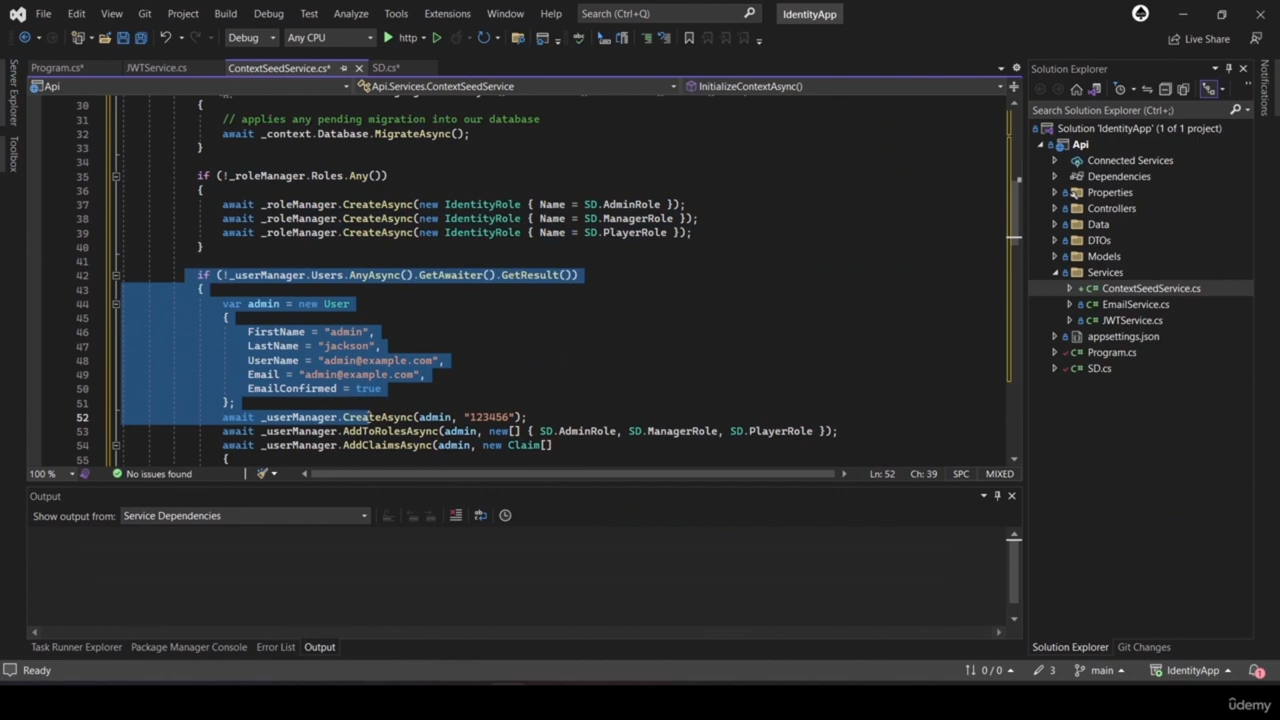 File Edit View Git Project Build Debug Test Analyze Tools Extensions Window Help Search (Ctrl+Q) IdentityApp
Debug Any CPU http Live Share
Program.cs* JWTService.cs ContextSeedService.cs* SD.cs*
Api Api.Services.ContextSeedService InitializeContextAsync()
Server Explorer
Toolbox
30 {
31 // applies any pending migration into our database
32 await _context.Database.MigrateAsync();
33 }
34
35 if (!_roleManager.Roles.Any())
36 {
37 await _roleManager.CreateAsync(new IdentityRole { Name = SD.AdminRole });
38 await _roleManager.CreateAsync(new IdentityRole { Name = SD.ManagerRole });
39 await _roleManager.CreateAsync(new IdentityRole { Name = SD.PlayerRole });
40 }
41
42 if (!_userManager.Users.AnyAsync().GetAwaiter().GetResult())
43 {
44 var admin = new User
45 {
46 FirstName = "admin",
47 LastName = "jackson",
48 UserName = "admin@example.com",
49 Email = "admin@example.com",
50 EmailConfirmed = true
51 };
52 await _userManager.CreateAsync(admin, "123456");
53 await _userManager.AddToRolesAsync(admin, new[] { SD.AdminRole, SD.ManagerRole, SD.PlayerRole });
54 await _userManager.AddClaimsAsync(admin, new Claim[]
55 {
100 % No issues found Ln: 52 Ch: 39 SPC MIXED
Output
Show output from: Service Dependencies
Task Runner Explorer Package Manager Console Error List Output
Solution Explorer
Search Solution Explorer (Ctrl+;)
Solution 'IdentityApp' (1 of 1 project)
Api
Connected Services
Dependencies
Properties
Controllers
Data
DTOs
Models
Services
ContextSeedService.cs
EmailService.cs
JWTService.cs
appsettings.json
Program.cs
SD.cs
Solution Explorer Git Changes
Notifications
Ready 0 / 0 3 main IdentityApp 1
ûdemy